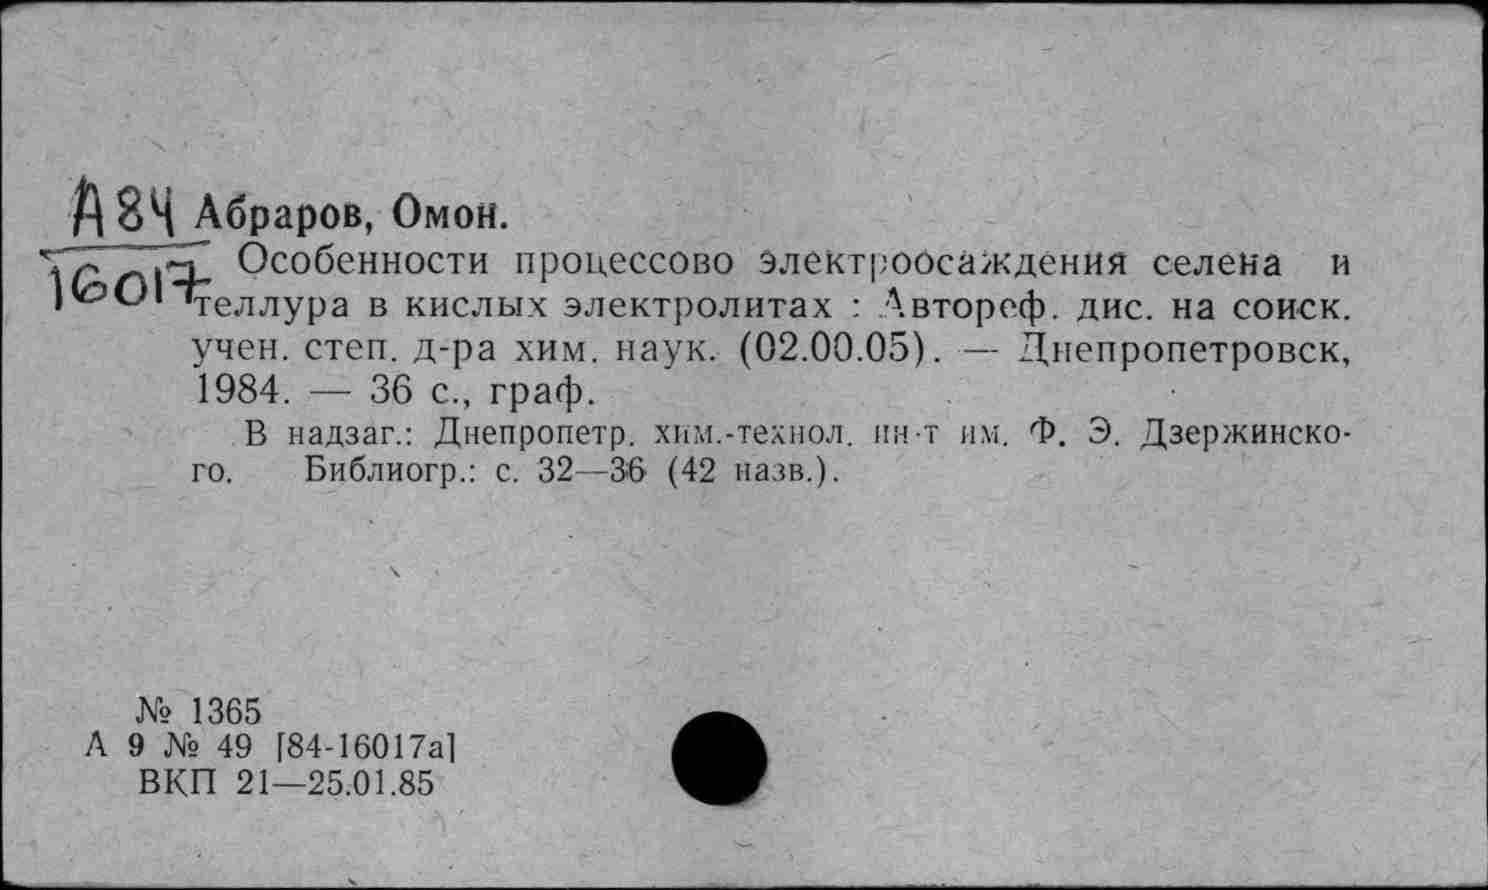 А84 Абраров, Омон.
16017 Особенности процессово электроосаждения селена и
теллура в кислых электролитах : Автореф. дис. на соиск.
учен. степ. д-ра хим. наук. (02.00.05). — Днепропетровск,
1984. — 36 с., граф.
В надзаг.: Днепропетр. хим.-технол. ин-т им. Ф. Э. Дзержинско-
го. Библиогр.: с. 32—36 (42 назв.).
№ 1365
А 9 № 49 [84-16017а]
ВКП 21—25.01.85